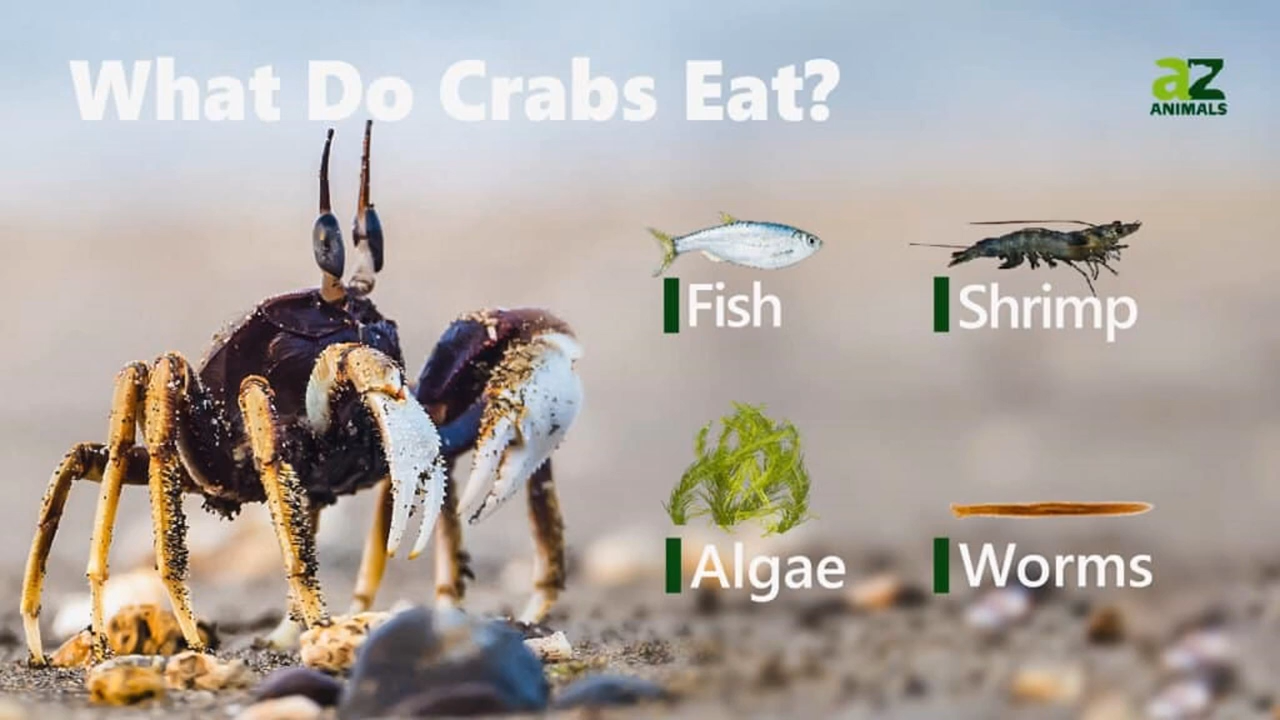 What Do Crabs Eat?
az
ANIMALS
Fish
Shrimp
Algae
Worms